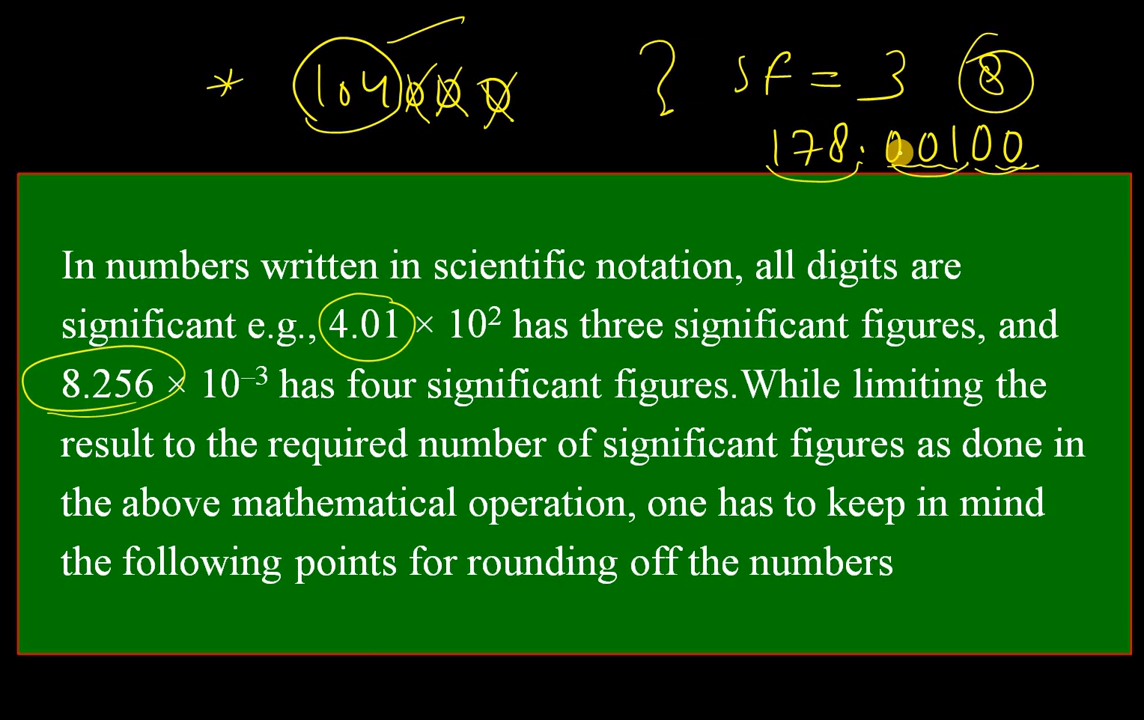 * 104000 ? Sf = 3 8
178.00100
In numbers written in scientific notation, all digits are
significant e.g., 4.01 × 10² has three significant figures, and
8.256 × 10⁻³ has four significant figures. While limiting the
result to the required number of significant figures as done in
the above mathematical operation, one has to keep in mind
the following points for rounding off the numbers